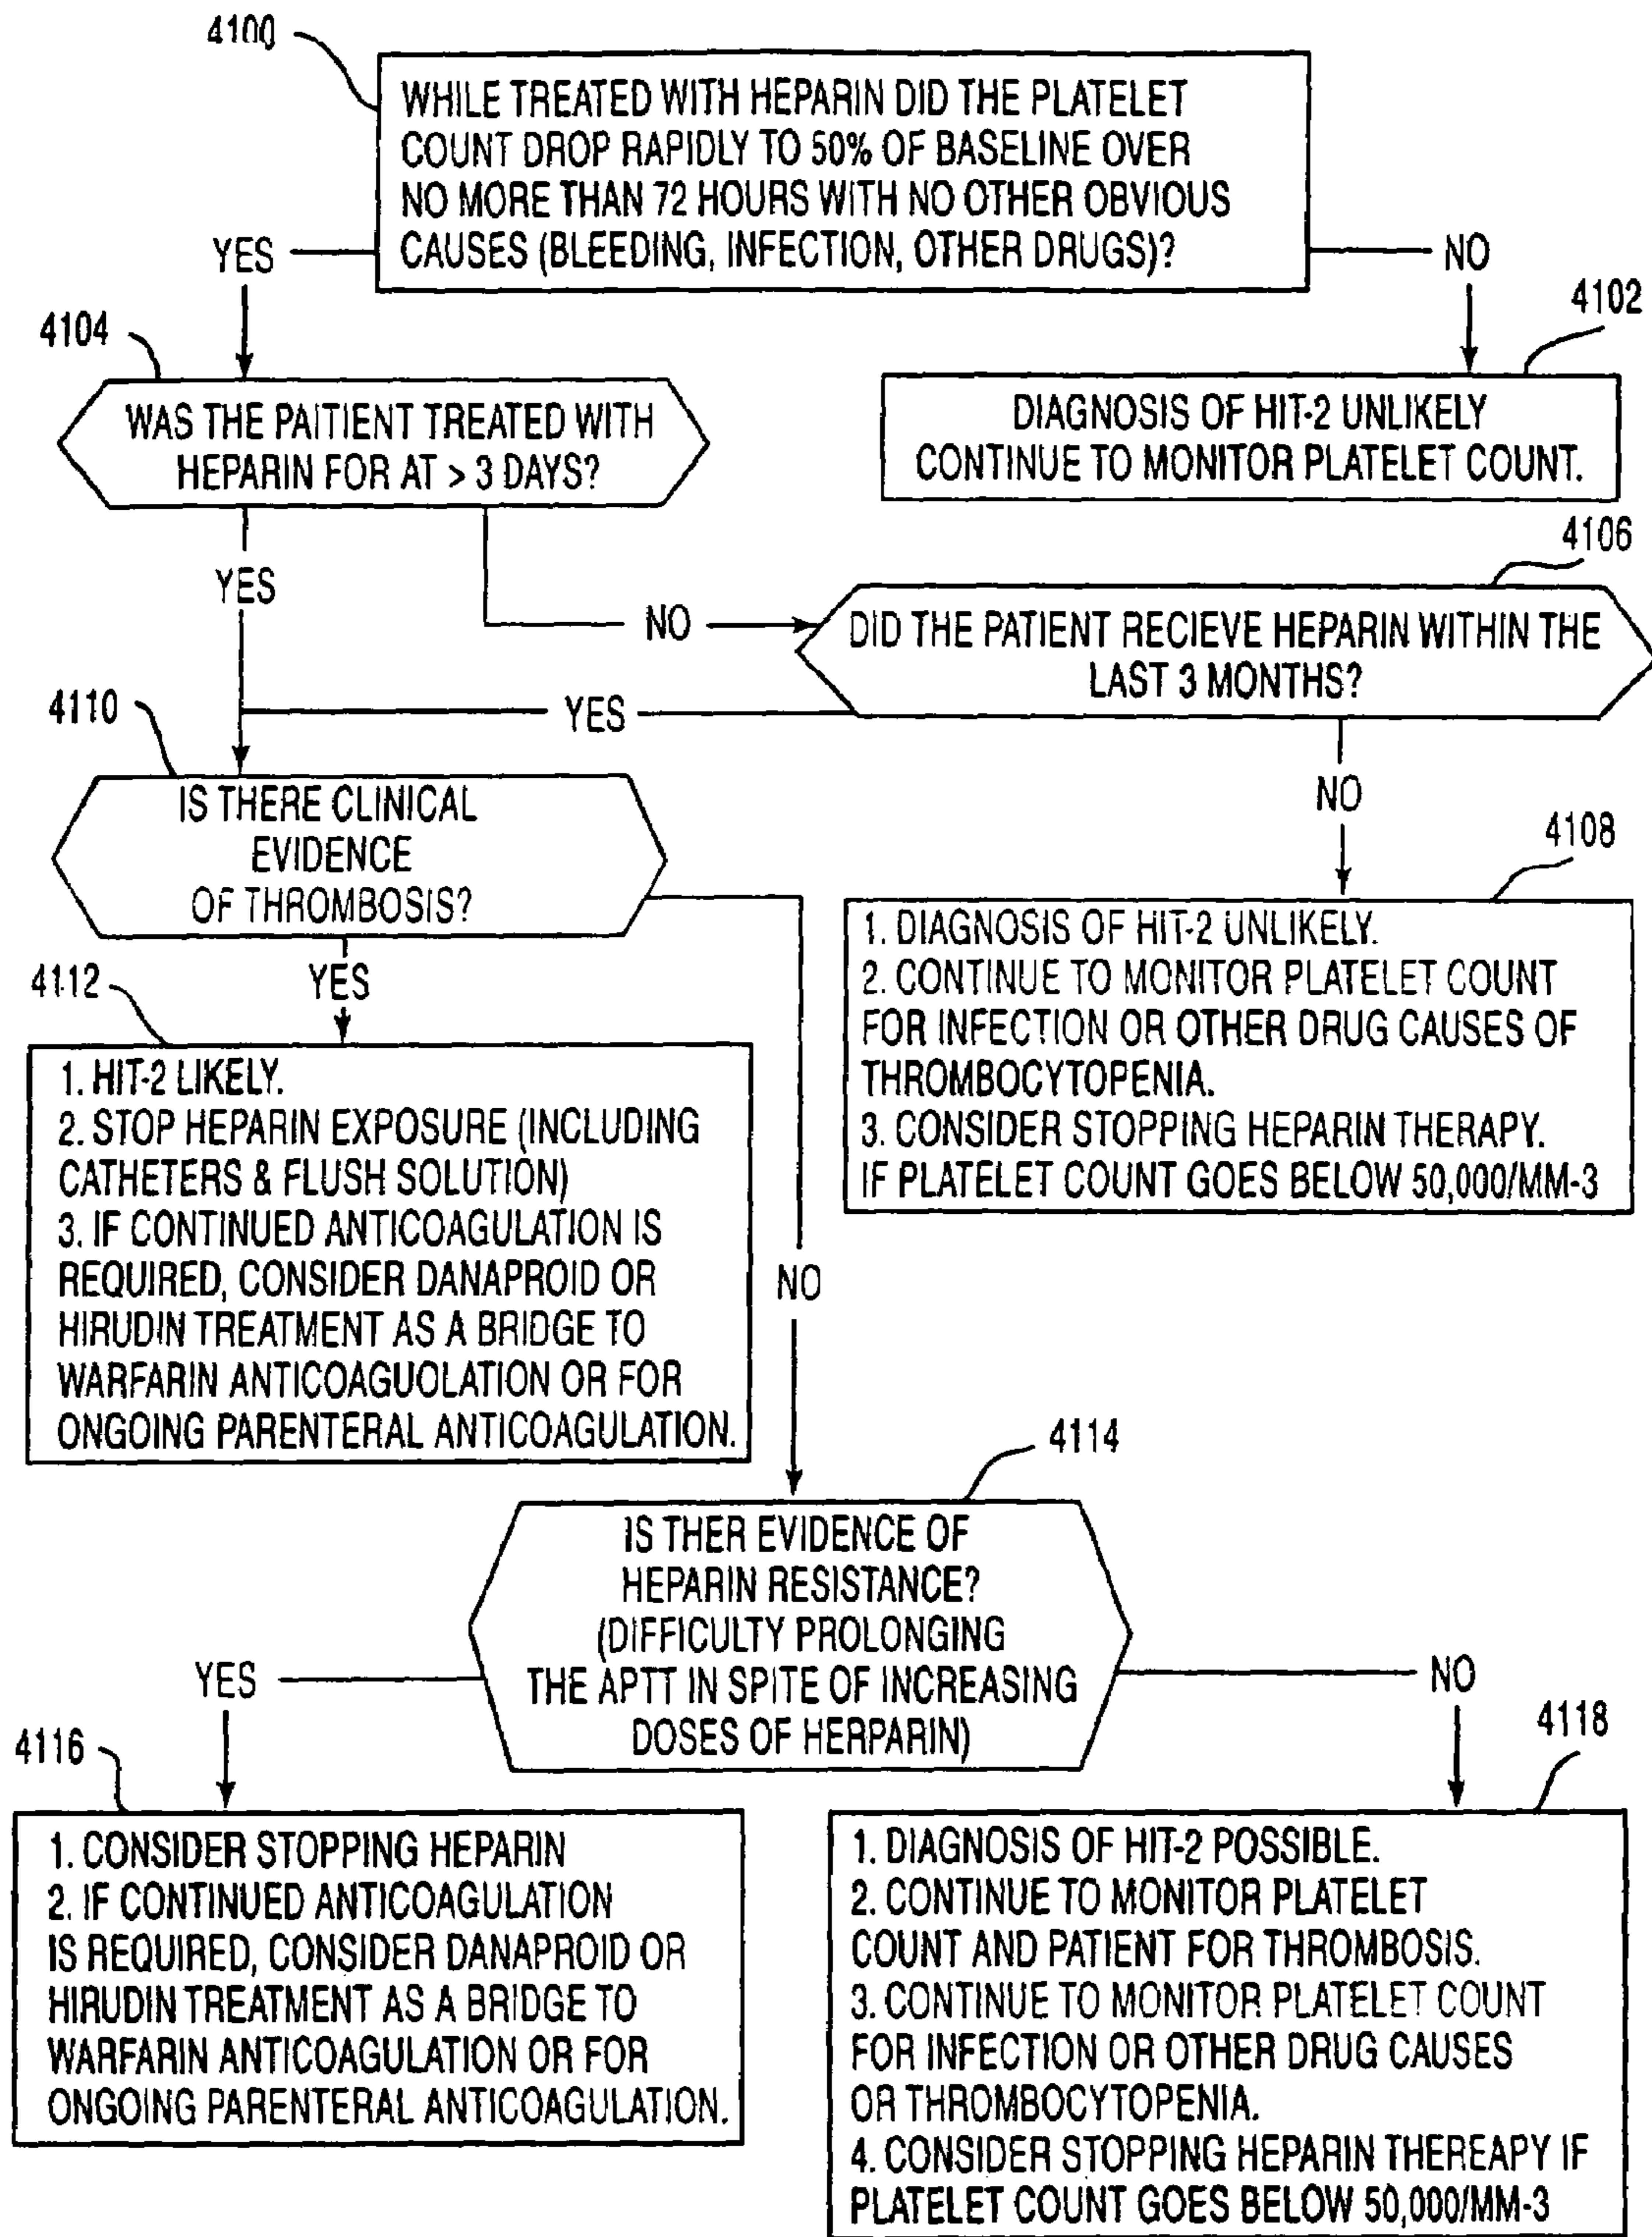 4100
WHILE TREATED WITH HEPARIN DID THE PLATELET
COUNT DROP RAPIDLY TO 50% OF BASELINE OVER
NO MORE THAN 72 HOURS WITH NO OTHER OBVIOUS
CAUSES (BLEEDING, INFECTION, OTHER DRUGS)?
YES
NO
4102
DIAGNOSIS OF HIT-2 UNLIKELY
CONTINUE TO MONITOR PLATELET COUNT.
4104
WAS THE PAITIENT TREATED WITH
HEPARIN FOR AT > 3 DAYS?
YES
NO
4106
DID THE PATIENT RECIEVE HEPARIN WITHIN THE
LAST 3 MONTHS?
YES
NO
4108
1. DIAGNOSIS OF HIT-2 UNLIKELY.
2. CONTINUE TO MONITOR PLATELET COUNT
FOR INFECTION OR OTHER DRUG CAUSES OF
THROMBOCYTOPENIA.
3. CONSIDER STOPPING HEPARIN THERAPY.
IF PLATELET COUNT GOES BELOW 50,000/MM-3
4110
IS THERE CLINICAL
EVIDENCE
OF THROMBOSIS?
YES
NO
4112
1. HIT-2 LIKELY.
2. STOP HEPARIN EXPOSURE (INCLUDING
CATHETERS & FLUSH SOLUTION)
3. IF CONTINUED ANTICOAGULATION IS
REQUIRED, CONSIDER DANAPROID OR
HIRUDIN TREATMENT AS A BRIDGE TO
WARFARIN ANTICOAGUOLATION OR FOR
ONGOING PARENTERAL ANTICOAGULATION.
4114
IS THER EVIDENCE OF
HEPARIN RESISTANCE?
(DIFFICULTY PROLONGING
THE APTT IN SPITE OF INCREASING
DOSES OF HERPARIN)
YES
NO
4116
1. CONSIDER STOPPING HEPARIN
2. IF CONTINUED ANTICOAGULATION
IS REQUIRED, CONSIDER DANAPROID OR
HIRUDIN TREATMENT AS A BRIDGE TO
WARFARIN ANTICOAGULATION OR FOR
ONGOING PARENTERAL ANTICOAGULATION.
4118
1. DIAGNOSIS OF HIT-2 POSSIBLE.
2. CONTINUE TO MONITOR PLATELET
COUNT AND PATIENT FOR THROMBOSIS.
3. CONTINUE TO MONITOR PLATELET COUNT
FOR INFECTION OR OTHER DRUG CAUSES
OR THROMBOCYTOPENIA.
4. CONSIDER STOPPING HEPARIN THEREAPY IF
PLATELET COUNT GOES BELOW 50,000/MM-3